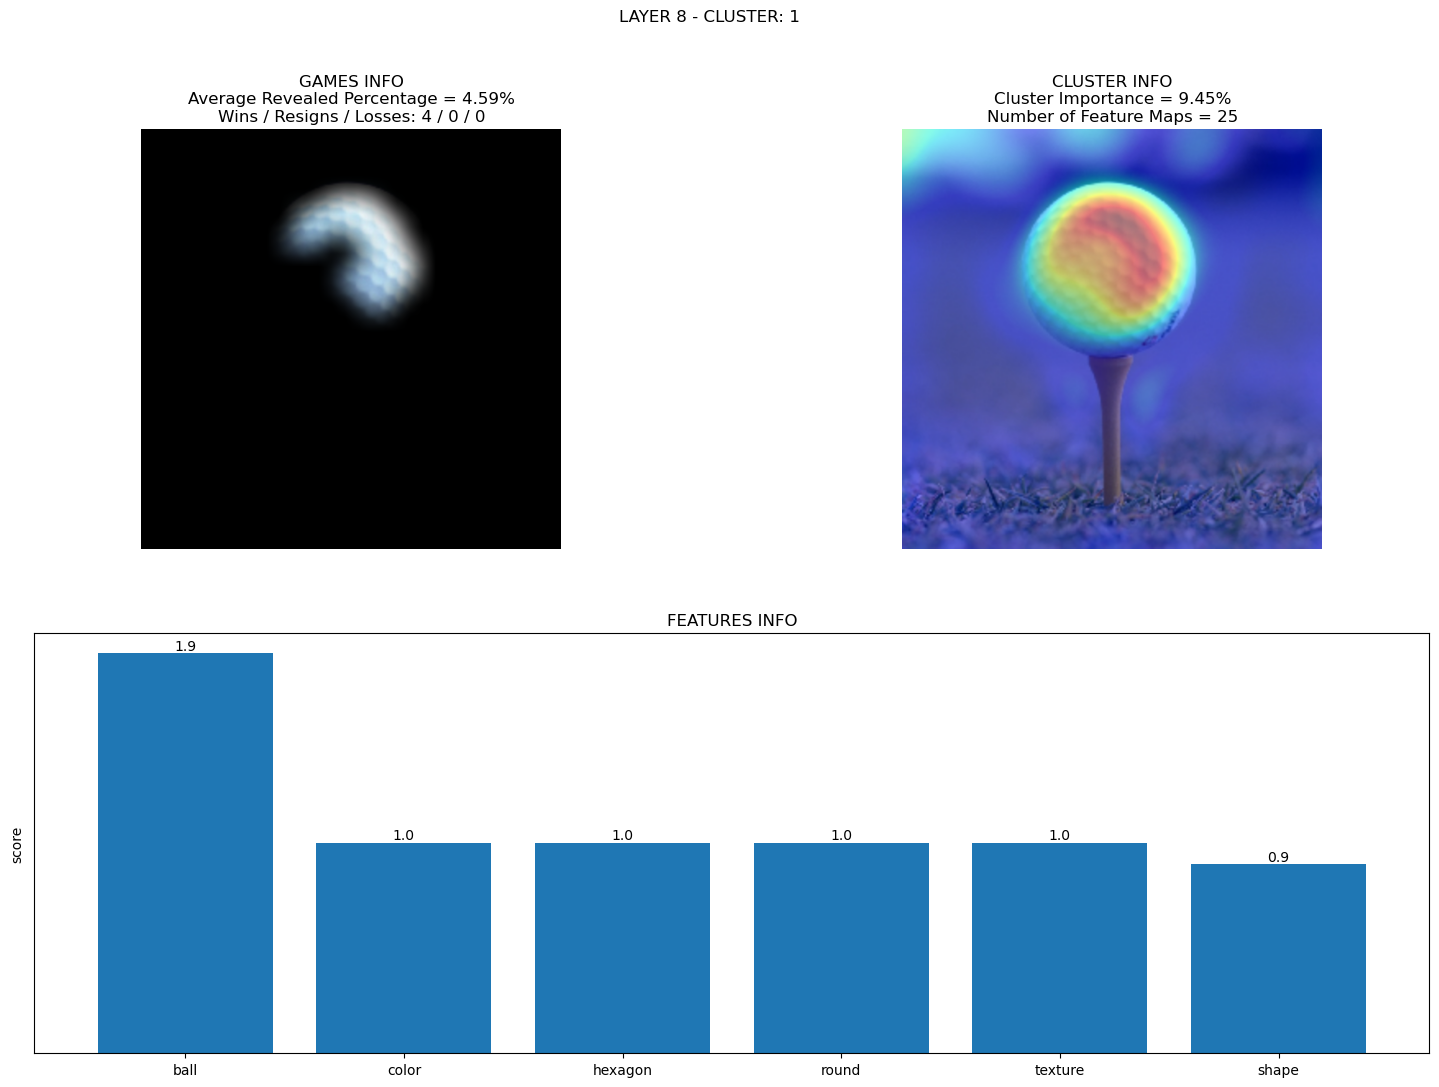 LAYER 8 - CLUSTER: 1
GAMES INFO
Average Revealed Percentage = 4.59%
Wins / Resigns / Losses: 4 / 0 / 0
CLUSTER INFO
Cluster Importance = 9.45%
Number of Feature Maps = 25
FEATURES INFO
score
1.9
1.0
1.0
1.0
1.0
0.9
ball
color
hexagon
round
texture
shape